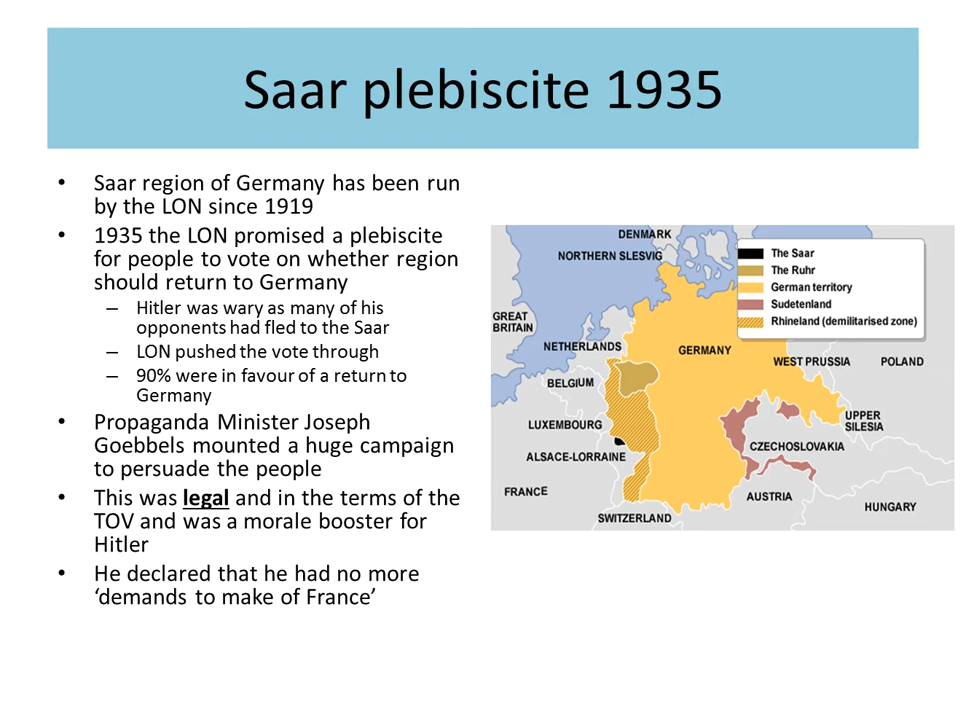 Saar plebiscite 1935
• Saar region of Germany has been run
by the LON since 1919
• 1935 the LON promised a plebiscite
for people to vote on whether region
should return to Germany
– Hitler was wary as many of his
opponents had fled to the Saar
– LON pushed the vote through
– 90% were in favour of a return to
Germany
• Propaganda Minister Joseph
Goebbels mounted a huge campaign
to persuade the people
• This was legal and in the terms of the
TOV and was a morale booster for
Hitler
• He declared that he had no more
‘demands to make of France’
DENMARK
NORTHERN SLESVIG
The Saar
The Ruhr
German territory
Sudetenland
Rhineland (demilitarised zone)
GREAT
BRITAIN
NETHERLANDS
GERMANY
WEST PRUSSIA
POLAND
BELGIUM
LUXEMBOURG
UPPER
SILESIA
CZECHOSLOVAKIA
ALSACE-LORRAINE
FRANCE
AUSTRIA
HUNGARY
SWITZERLAND